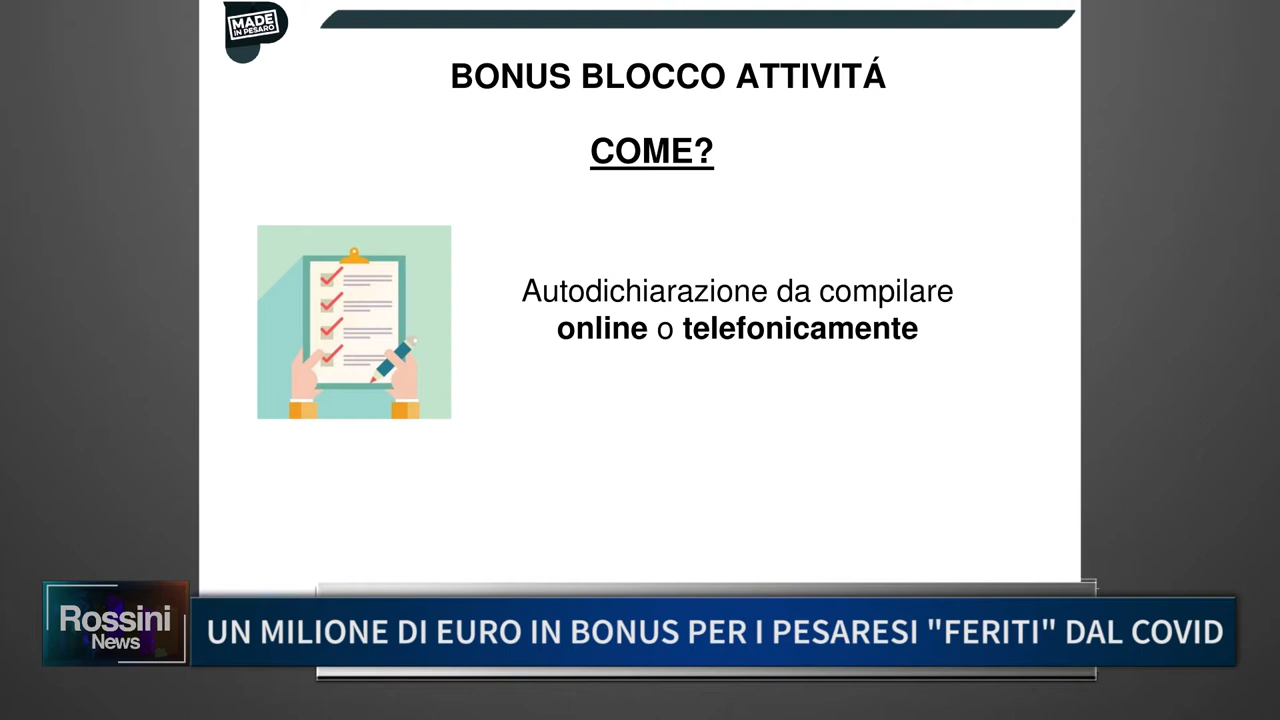 MADE
IN PESARO
BONUS BLOCCO ATTIVITÁ
COME?
Autodichiarazione da compilare
online o telefonicamente
Rossini
News
UN MILIONE DI EURO IN BONUS PER I PESARESI "FERITI" DAL COVID